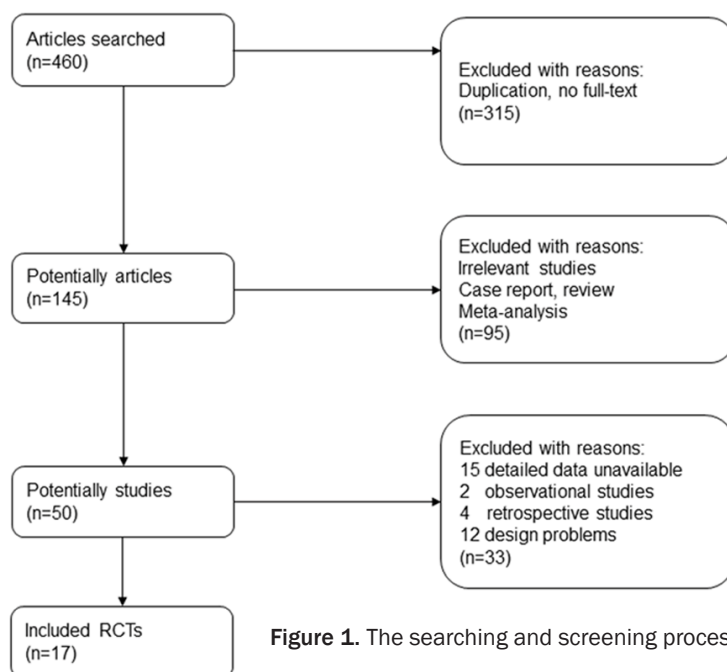 Articles searched
(n=460)
Excluded with reasons:
Duplication, no full-text
(n=315)
Potentially articles
(n=145)
Excluded with reasons:
Irrelevant studies
Case report, review
Meta-analysis
(n=95)
Potentially studies
(n=50)
Excluded with reasons:
15 detailed data unavailable
2 observational studies
4 retrospective studies
12 design problems
(n=33)
Included RCTs
(n=17)
Figure 1. The searching and screening proces